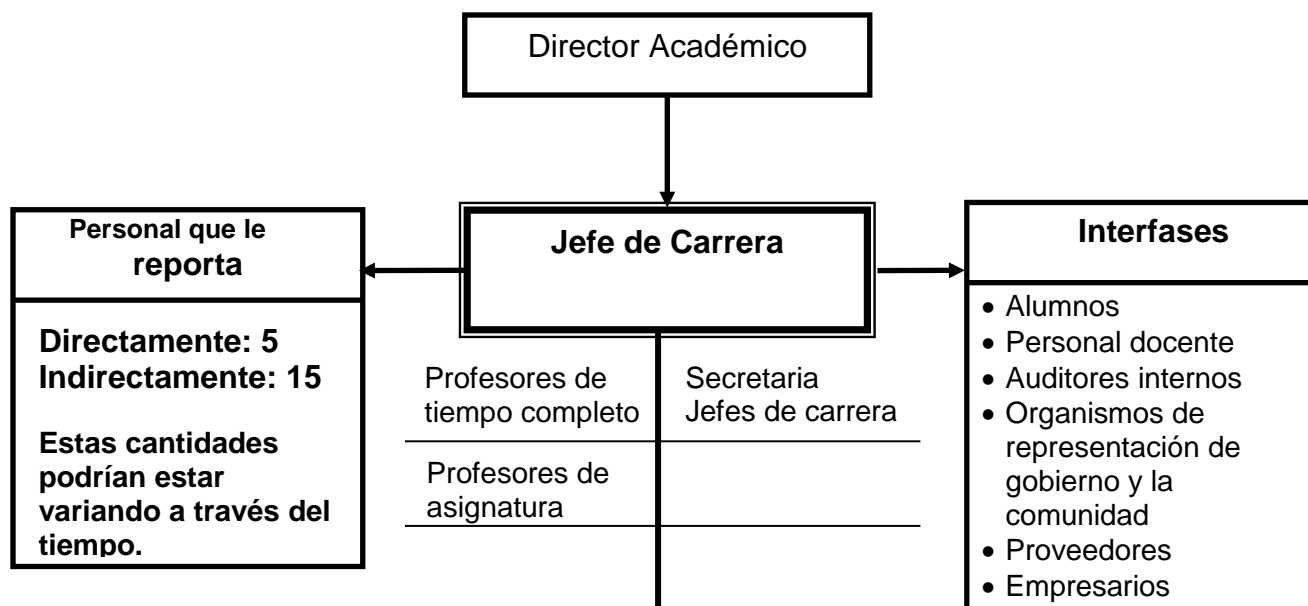 Director Académico
Personal que le
reporta
Directamente: 5
Indirectamente: 15
Estas cantidades
podrían estar
variando a través del
tiempo.
Jefe de Carrera
Profesores de
tiempo completo
Secretaria
Jefes de carrera
Profesores de
asignatura
Interfases
• Alumnos
• Personal docente
• Auditores internos
• Organismos de
representación de
gobierno y la
comunidad
• Proveedores
• Empresarios